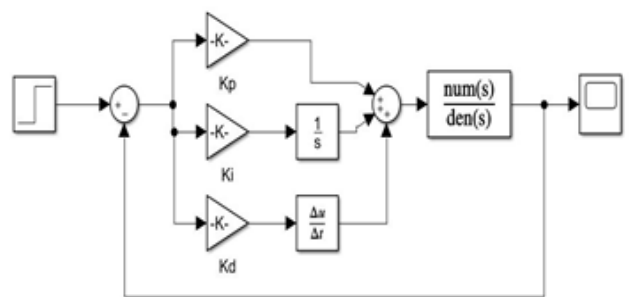 -K-
Kp
+
−
-K-
Ki
1
s
+
+
+
num(s)
den(s)
-K-
Kd
Δu
Δt